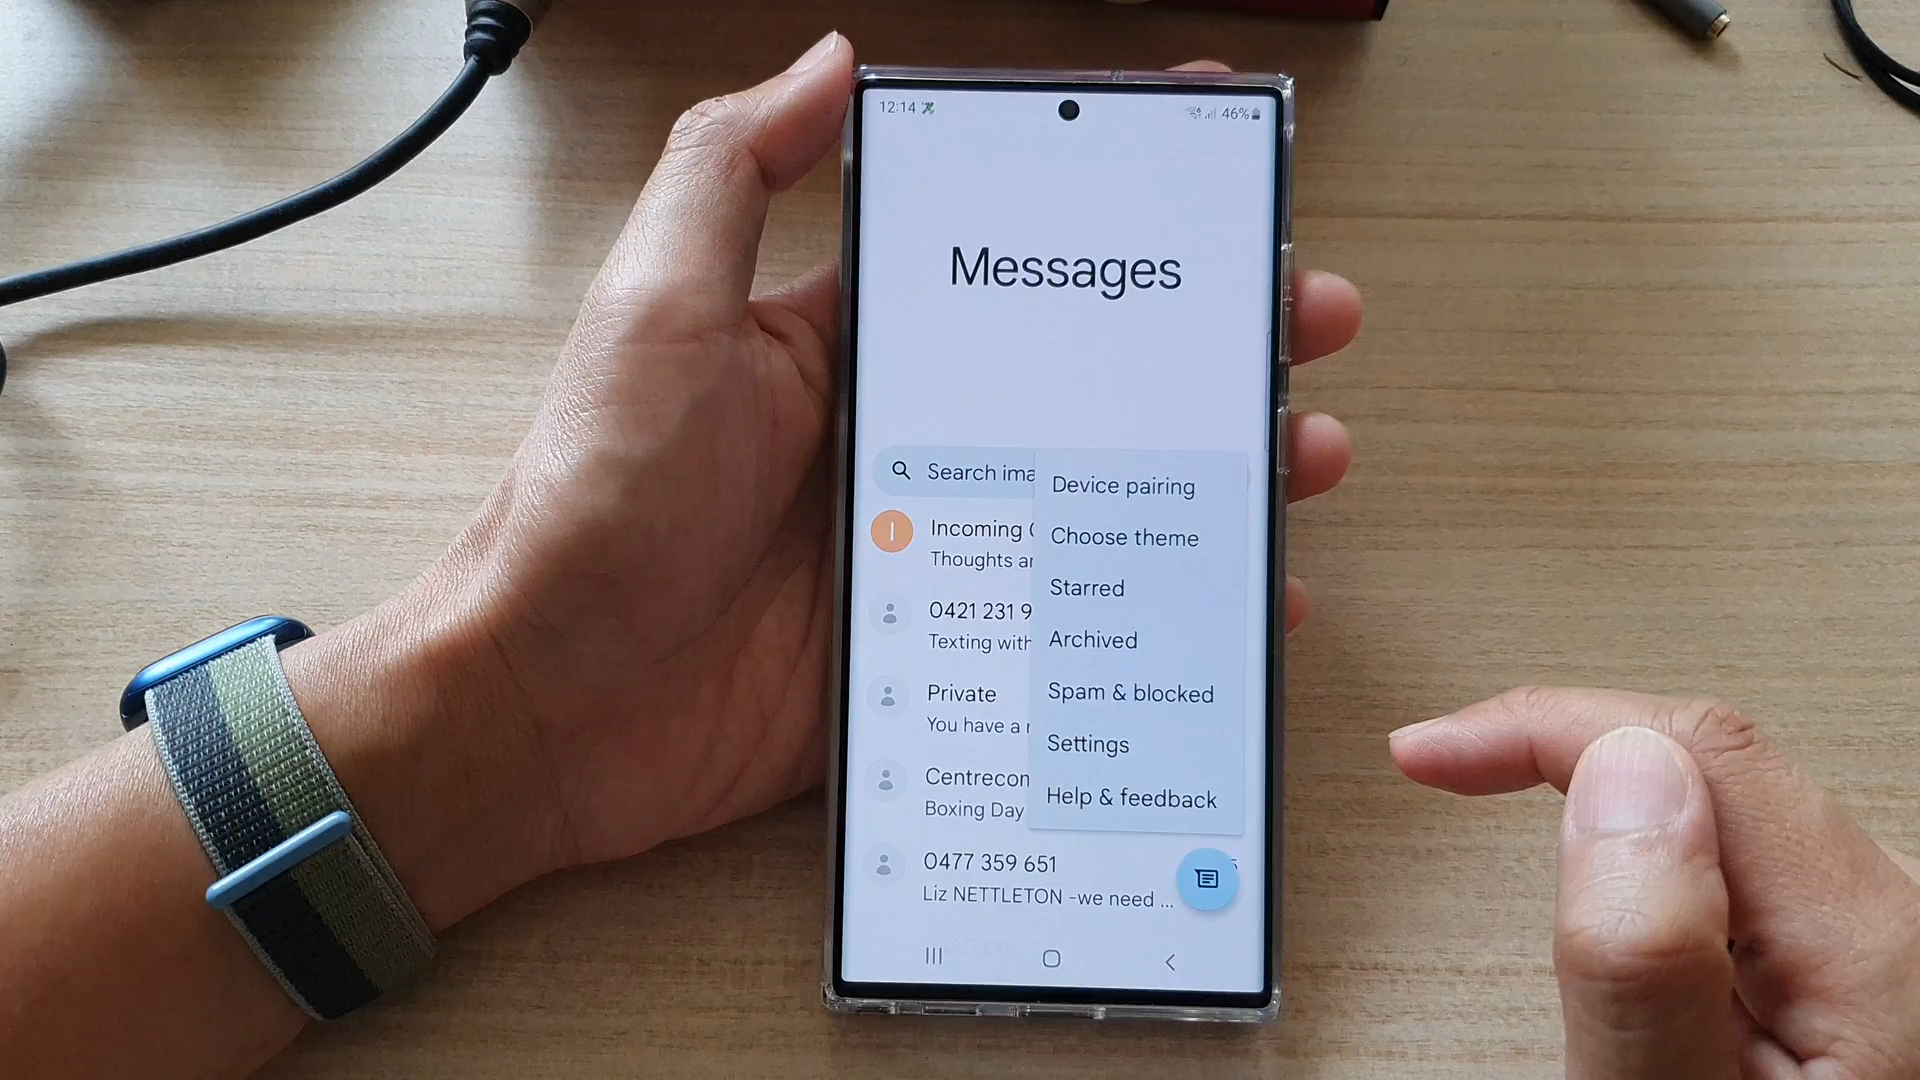 12:14
46%
Messages
Search ima
Device pairing
Choose theme
Starred
Archived
Spam & blocked
Settings
Help & feedback
Incoming
Thoughts ar
0421 231 9
Texting with
Private
You have a
Centrecom
Boxing Day
0477 359 651
Liz NETTLETON -we need ...